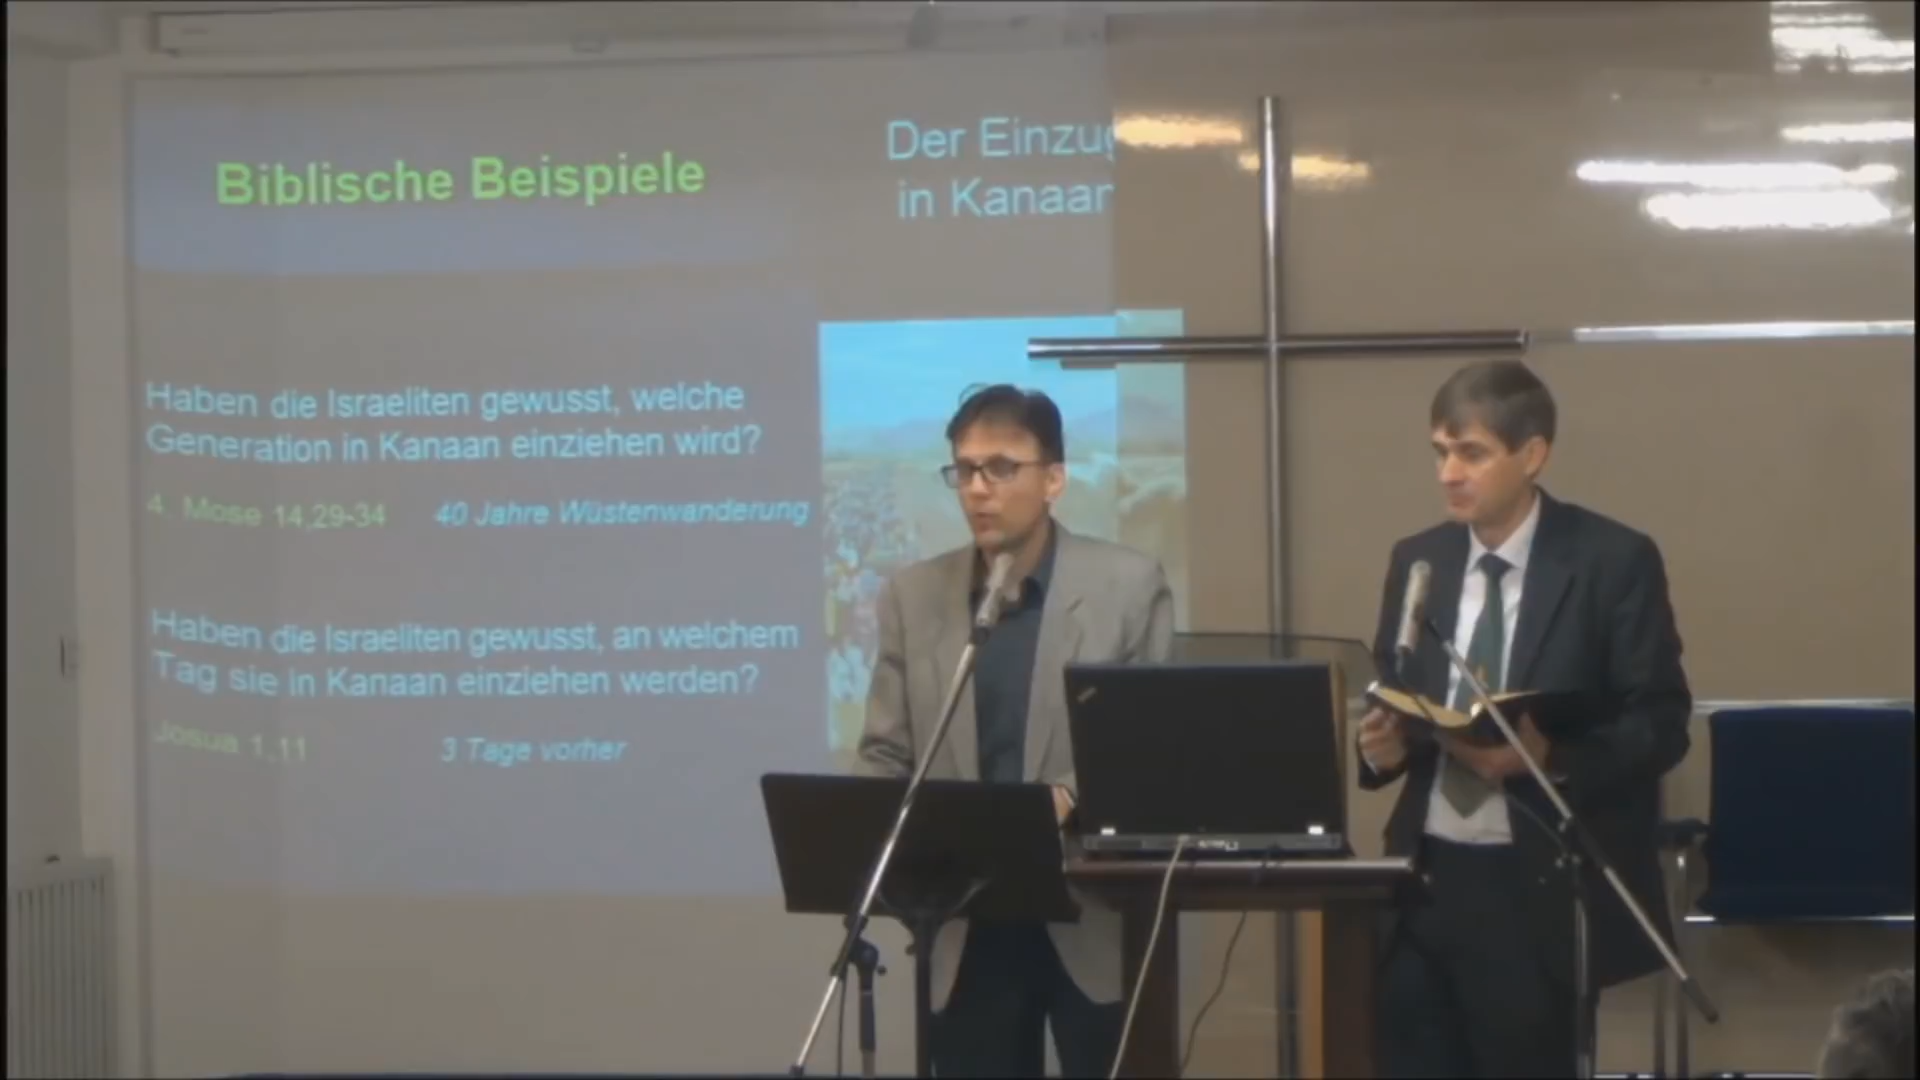 Biblische Beispiele
Der Einzug
in Kanaan
Haben die Israeliten gewusst, welche
Generation in Kanaan einziehen wird?
4. Mose 14,29-34 40 Jahre Wüstenwanderung
Haben die Israeliten gewusst, an welchem
Tag sie in Kanaan einziehen werden?
Josua 1,11 3 Tage vorher